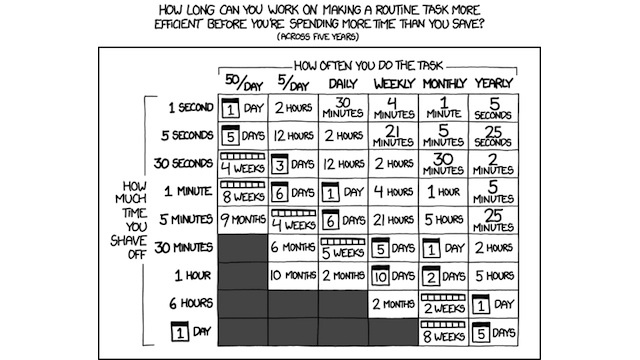 HOW LONG CAN YOU WORK ON MAKING A ROUTINE TASK MORE
EFFICIENT BEFORE YOU'RE SPENDING MORE TIME THAN YOU SAVE?
(ACROSS FIVE YEARS)
HOW OFTEN YOU DO THE TASK
50/DAY 5/DAY DAILY WEEKLY MONTHLY YEARLY
HOW MUCH TIME YOU SHAVE OFF
1 SECOND 1 DAY 2 HOURS 30 MINUTES 4 MINUTES 1 MINUTE 5 SECONDS
5 SECONDS 5 DAYS 12 HOURS 2 HOURS 21 MINUTES 5 MINUTES 25 SECONDS
30 SECONDS 4 WEEKS 3 DAYS 12 HOURS 2 HOURS 30 MINUTES 2 MINUTES
1 MINUTE 8 WEEKS 6 DAYS 1 DAY 4 HOURS 1 HOUR 5 MINUTES
5 MINUTES 9 MONTHS 4 WEEKS 6 DAYS 21 HOURS 5 HOURS 25 MINUTES
30 MINUTES 6 MONTHS 5 WEEKS 5 DAYS 1 DAY 2 HOURS
1 HOUR 10 MONTHS 2 MONTHS 10 DAYS 2 DAYS 5 HOURS
6 HOURS 2 MONTHS 2 WEEKS 1 DAY
1 DAY 8 WEEKS 5 DAYS